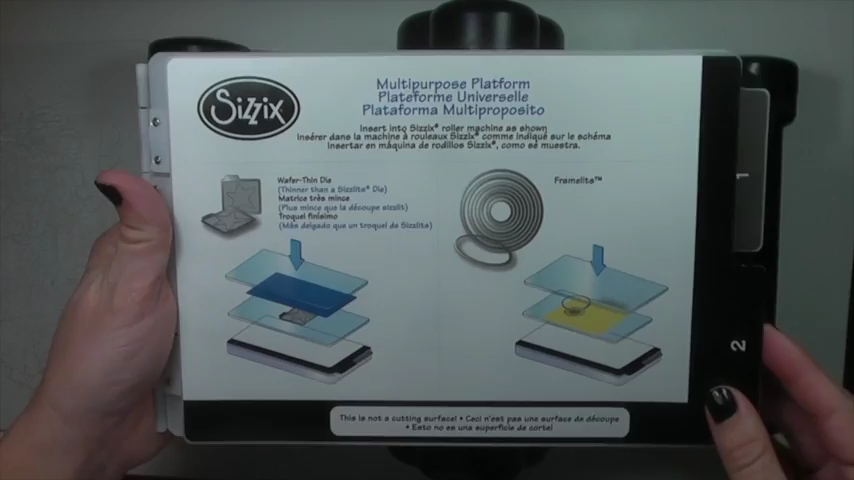 Sizzix
Multipurpose Platform
Plateforme Universelle
Plataforma Multiproposito
Insert into Sizzix® roller machine as shown
Insérer dans la machine à rouleaux Sizzix® comme indiqué sur le schéma
Insertar en máquina de rodillos Sizzix®, como se muestra.
Wafer-Thin Die
(Thinner than a Sizzlits® Die)
Matrice très mince
(Plus mince que la découpe sizzlit)
Troquel finísimo
(Más delgado que un troquel de Sizzlits)
Framelits™
1
2
This is not a cutting surface! • Ceci n'est pas une surface de découpe
• Esto no es una superficie de corte!